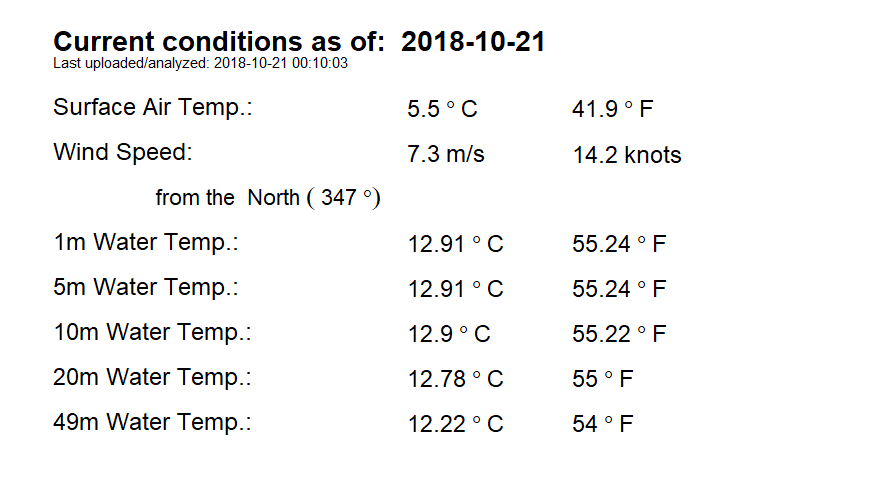 Current conditions as of: 2018-10-21
Last uploaded/analyzed: 2018-10-21 00:10:03
Surface Air Temp.: 5.5 ° C 41.9 ° F
Wind Speed: 7.3 m/s 14.2 knots
from the North ( 347 °)
1m Water Temp.: 12.91 ° C 55.24 ° F
5m Water Temp.: 12.91 ° C 55.24 ° F
10m Water Temp.: 12.9 ° C 55.22 ° F
20m Water Temp.: 12.78 ° C 55 ° F
49m Water Temp.: 12.22 ° C 54 ° F